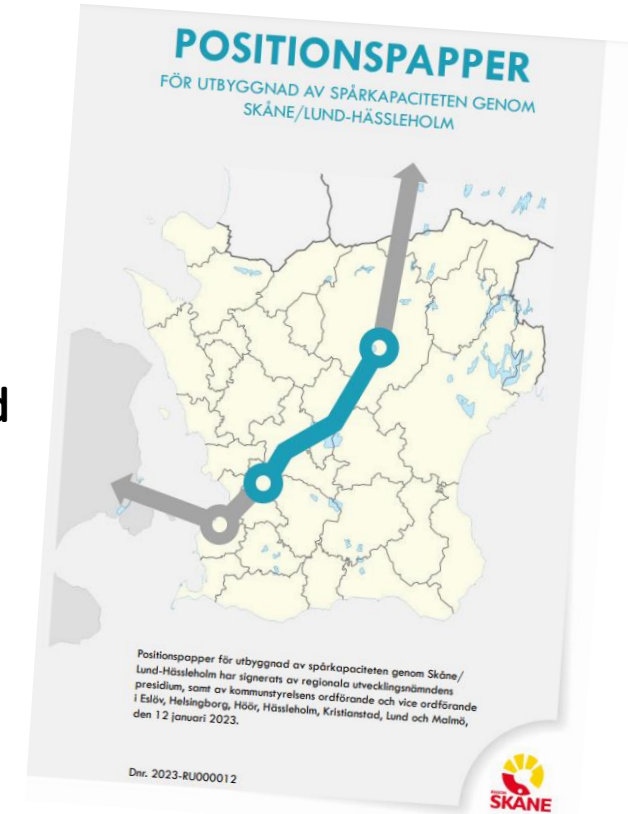 POSITIONSPAPPER
FÖR UTBYGGNAD AV SPÅRKAPACITETEN GENOM
SKÅNE/LUND-HÄSSLEHOLM
d
Positionspapper för utbyggnad av spårkapaciteten genom Skåne/
Lund-Hässleholm har signerats av regionala utvecklingsnämndens
presidium, samt av kommunstyrelsens ordförande och vice ordförande
i Eslöv, Helsingborg, Höör, Hässleholm, Kristianstad, Lund och Malmö,
den 12 januari 2023.
Dnr. 2023-RU000012
REGION
SKÅNE